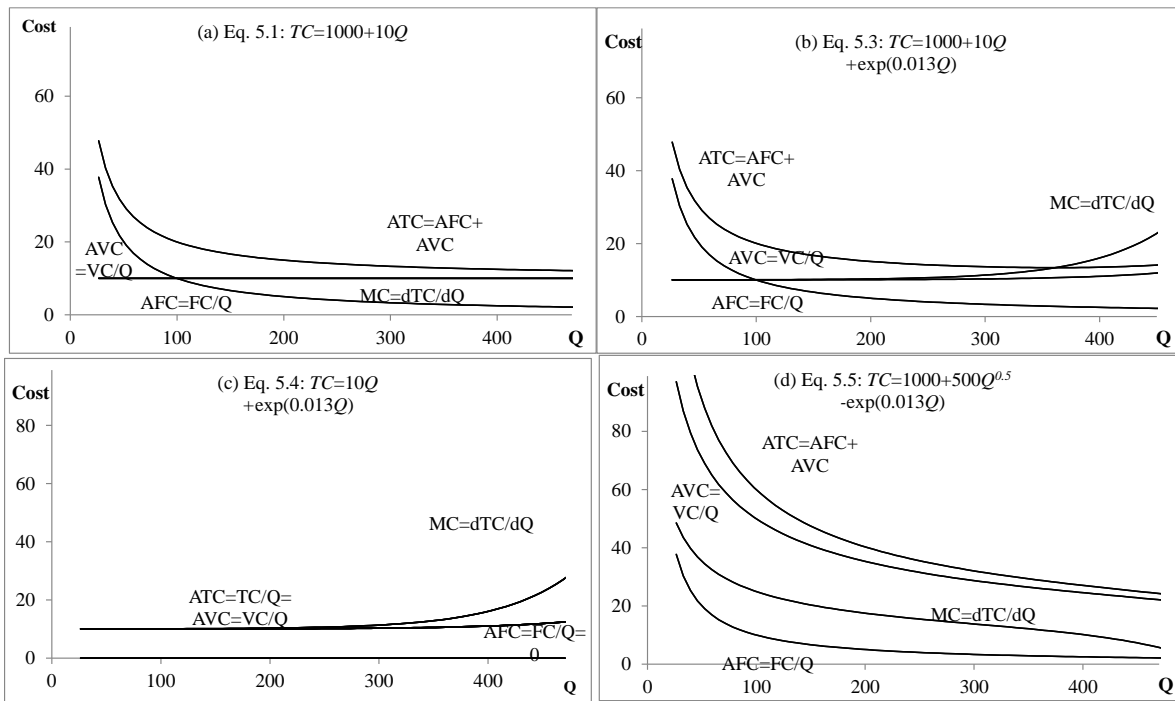 Cost
(a) Eq. 5.1: TC=1000+10Q
60
40
20
0
ATC=AFC+
AVC
AVC
=VC/Q
AFC=FC/Q
MC=dTC/dQ
0
100
200
300
400
Q
Cost
(b) Eq. 5.3: TC=1000+10Q
+exp(0.013Q)
60
40
20
0
ATC=AFC+
AVC
MC=dTC/dQ
AVC=VC/Q
AFC=FC/Q
0
100
200
300
400
Q
Cost
(c) Eq. 5.4: TC=10Q
+exp(0.013Q)
80
60
40
20
0
MC=dTC/dQ
ATC=TC/Q=
AVC=VC/Q
AFC=FC/Q=
0
0
100
200
300
400
Q
Cost
(d) Eq. 5.5: TC=1000+500Q^0.5
-exp(0.013Q)
80
60
40
20
0
ATC=AFC+
AVC
AVC=
VC/Q
MC=dTC/dQ
AFC=FC/Q
0
100
200
300
400
Q